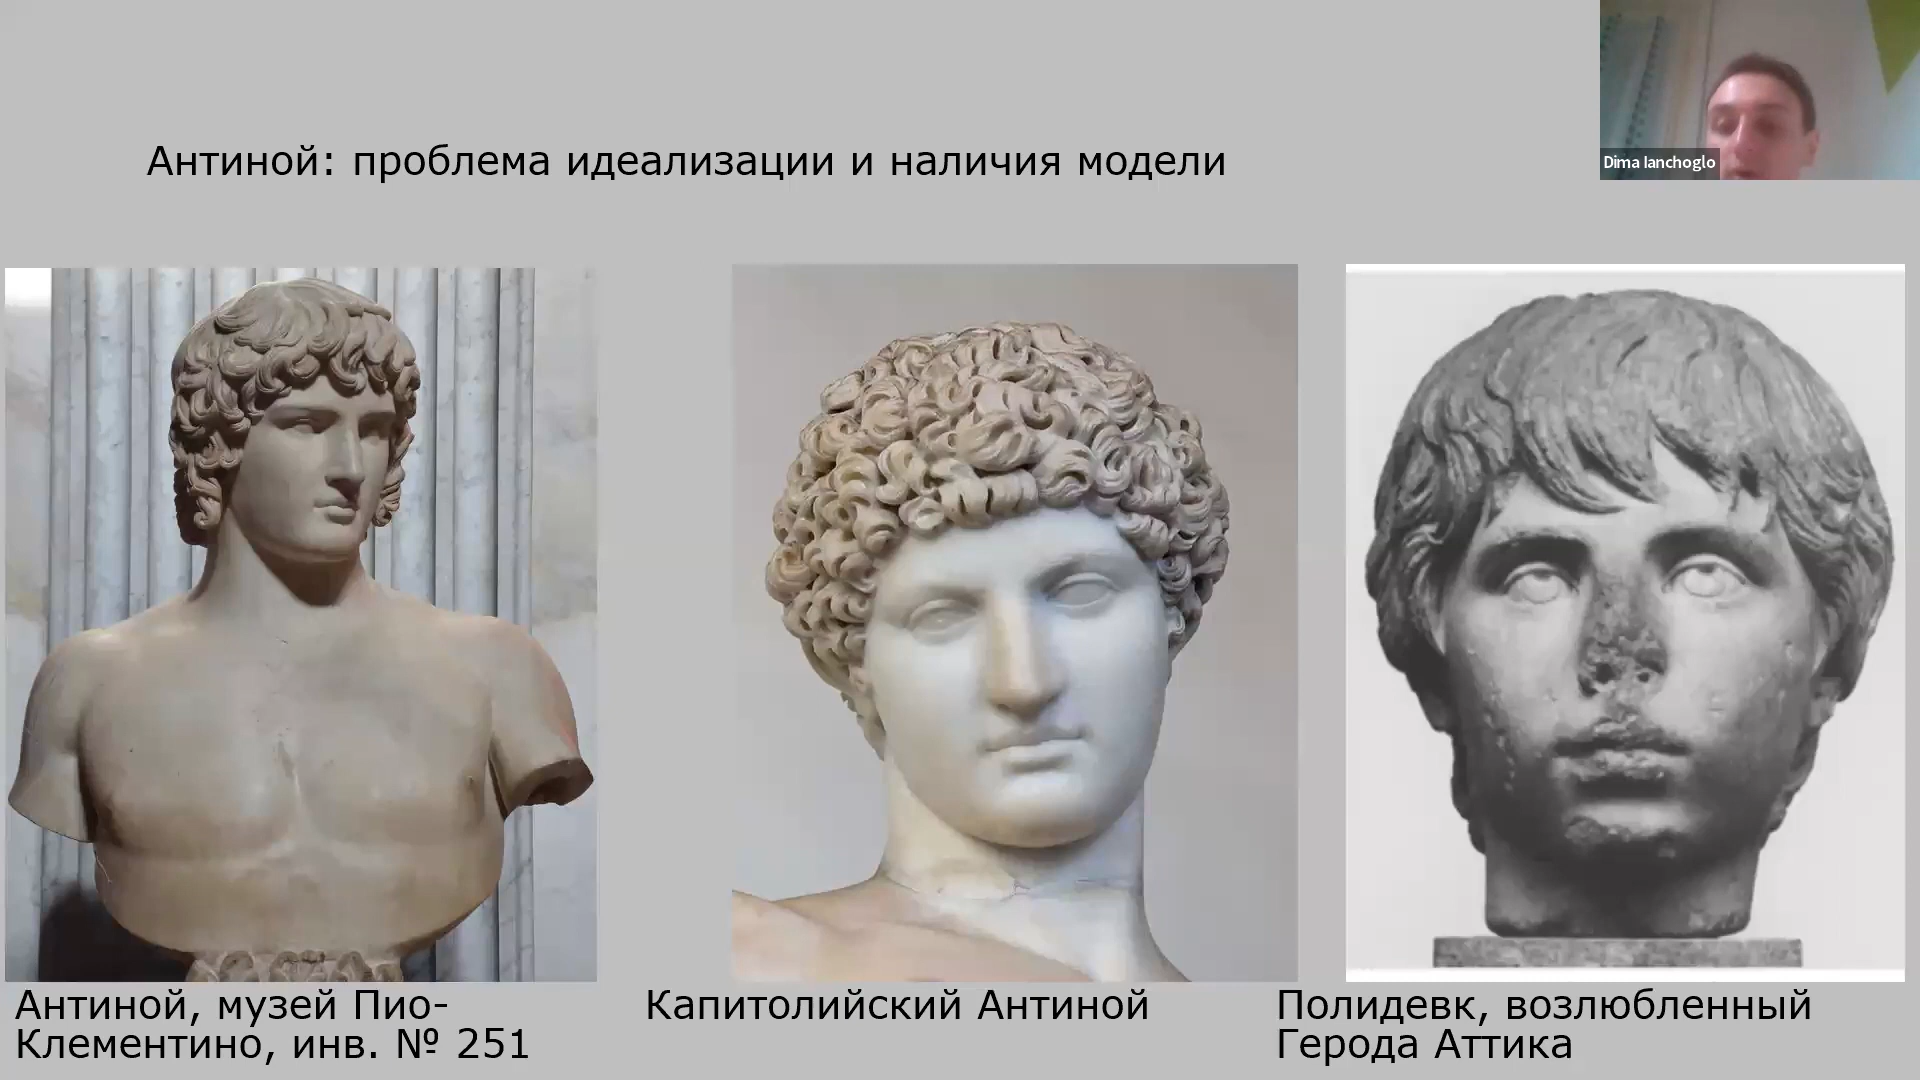 Dima Ianchoglo
Антиной: проблема идеализации и наличия модели
Антиной, музей Пио-
Клементино, инв. № 251
Капитолийский Антиной
Полидевк, возлюбленный
Герода Аттика